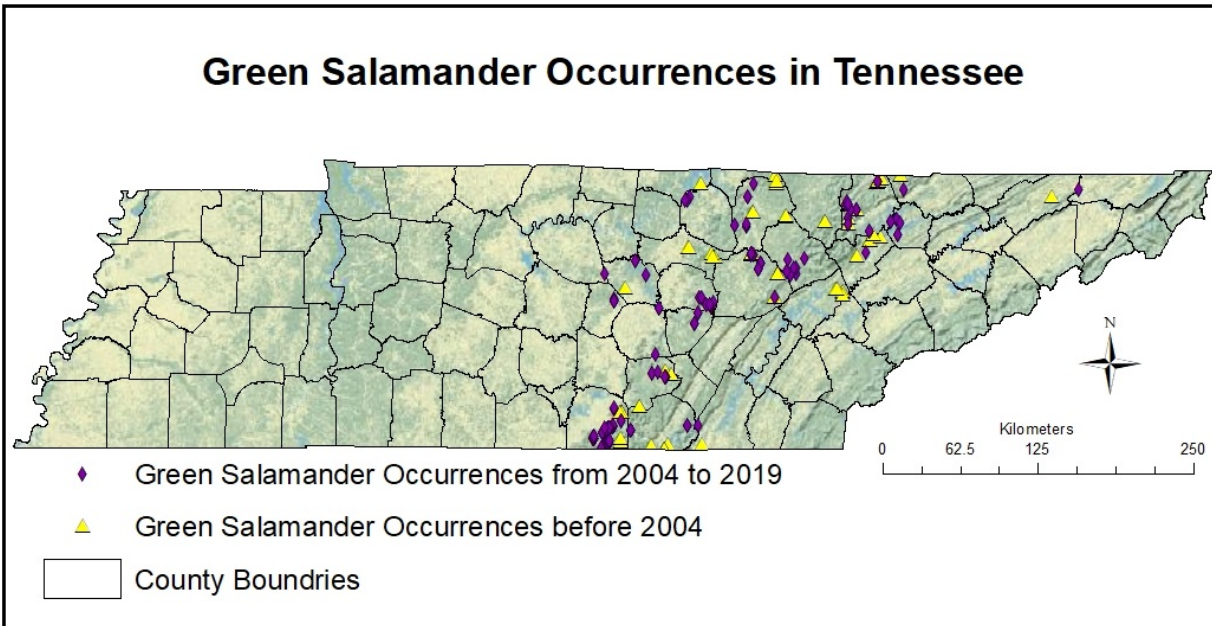 Green Salamander Occurrences in Tennessee
N
Kilometers
0 62.5 125 250
Green Salamander Occurrences from 2004 to 2019
Green Salamander Occurrences before 2004
County Boundries